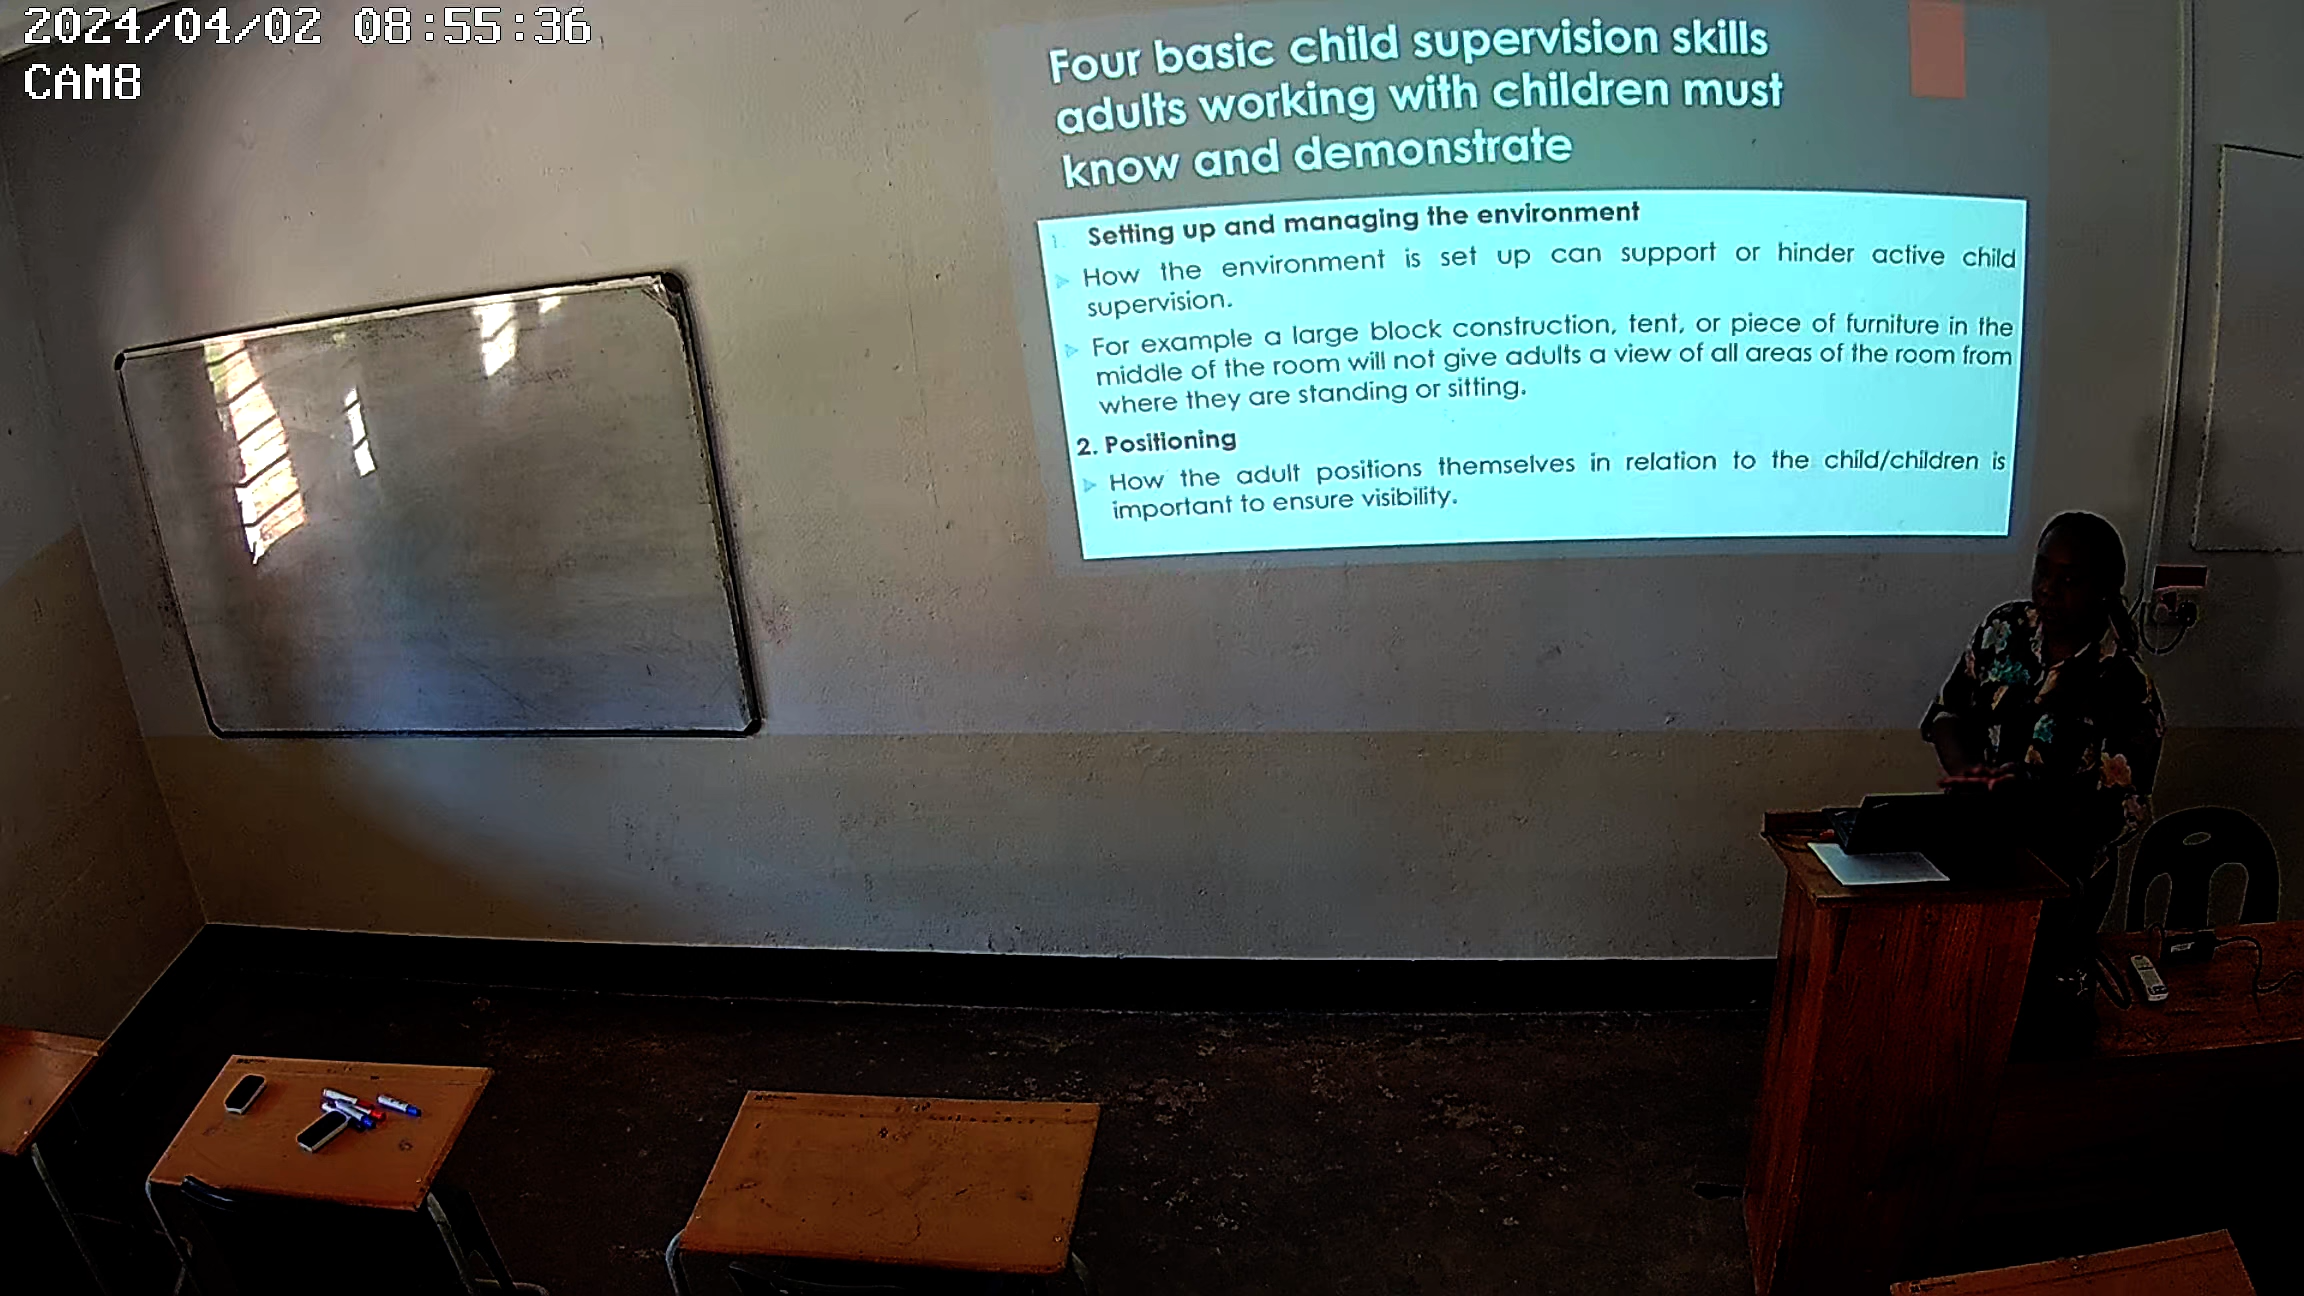 2024/04/02 08:55:36
CAM8
Four basic child supervision skills
adults working with children must
know and demonstrate
1. Setting up and managing the environment
How the environment is set up can support or hinder active child
supervision.
For example a large block construction, tent, or piece of furniture in the
middle of the room will not give adults a view of all areas of the room from
where they are standing or sitting.
2. Positioning
How the adult positions themselves in relation to the child/children is
important to ensure visibility.